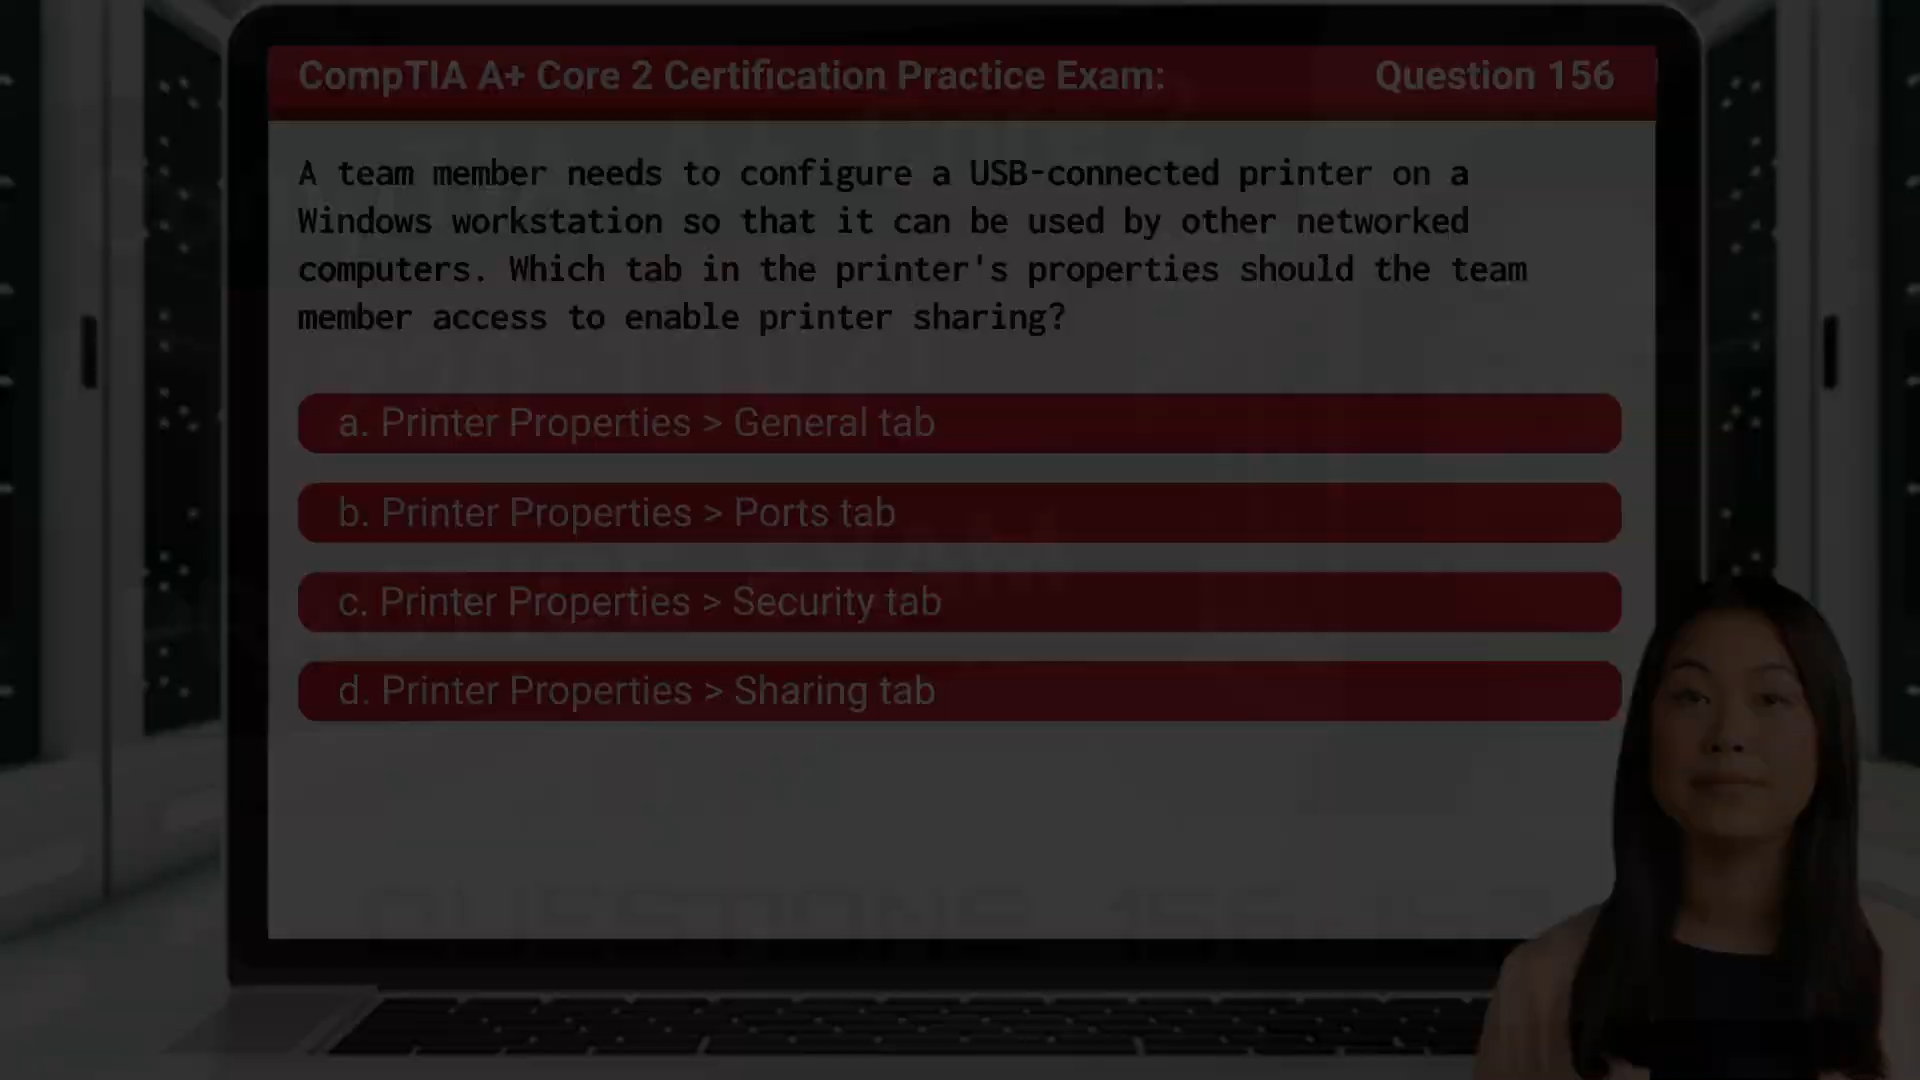 CompTIA A+ Core 2 Certification Practice Exam:
Question 156
A team member needs to configure a USB-connected printer on a
Windows workstation so that it can be used by other networked
computers. Which tab in the printer's properties should the team
member access to enable printer sharing?
a. Printer Properties > General tab
b. Printer Properties > Ports tab
c. Printer Properties > Security tab
d. Printer Properties > Sharing tab